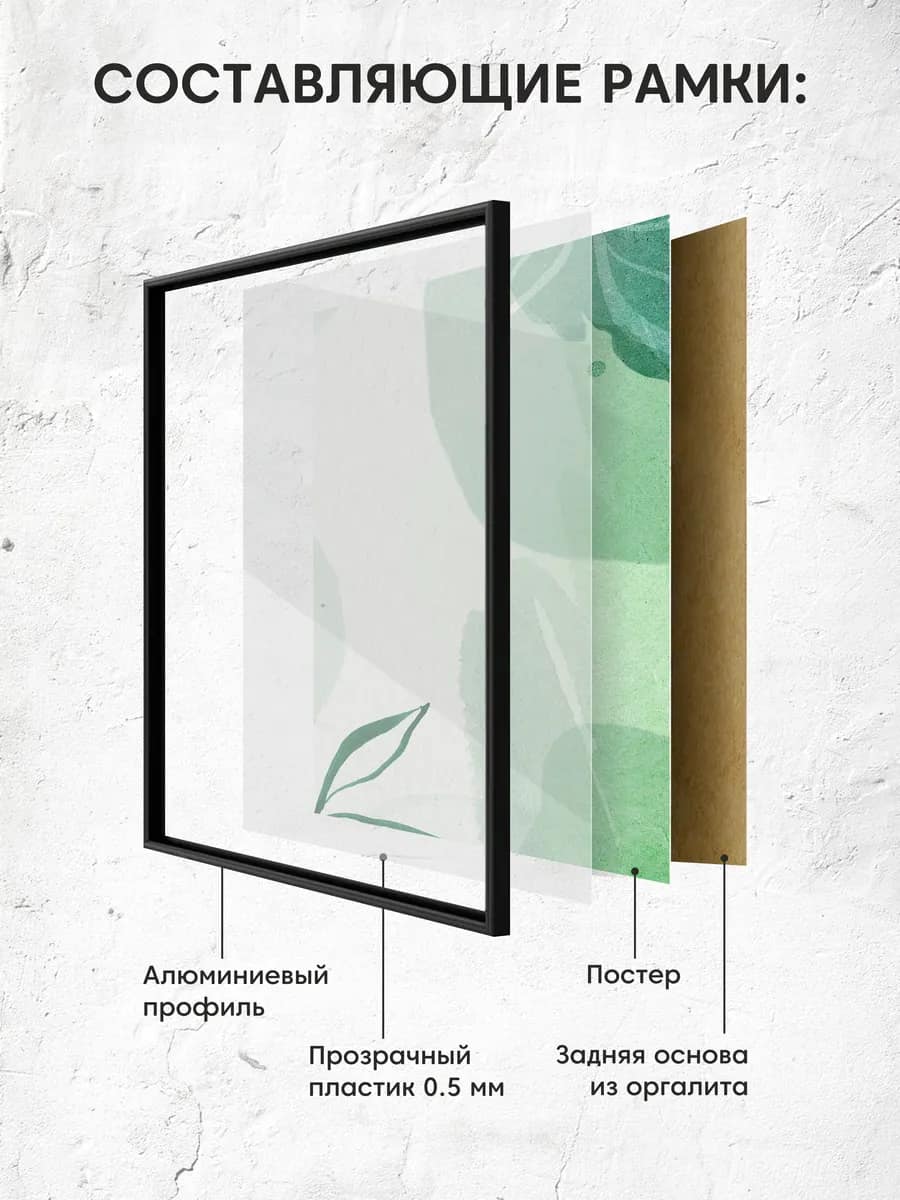 СОСТАВЛЯЮЩИЕ РАМКИ:
Алюминиевый
профиль
Прозрачный
пластик 0.5 мм
Постер
Задняя основа
из оргалита